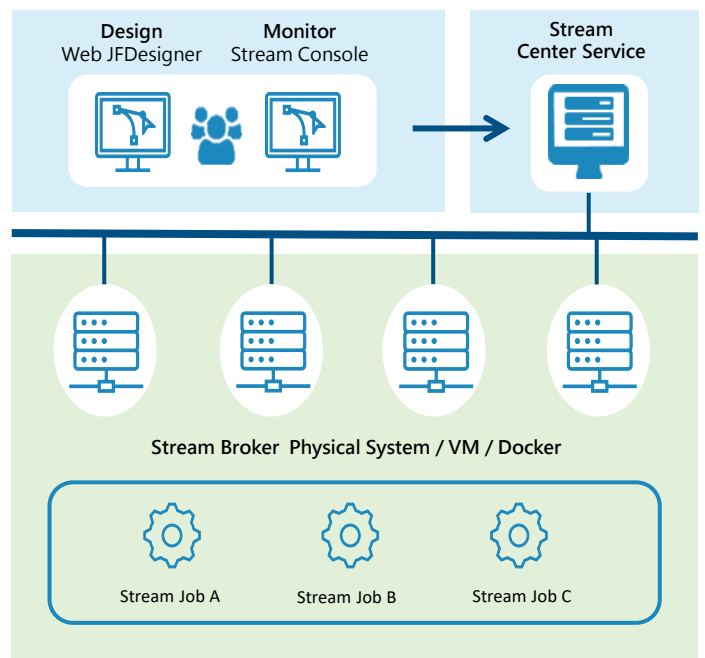 Design
Web JFDesigner
Monitor
Stream Console
Stream
Center Service
Stream Broker Physical System / VM / Docker
Stream Job A
Stream Job B
Stream Job C